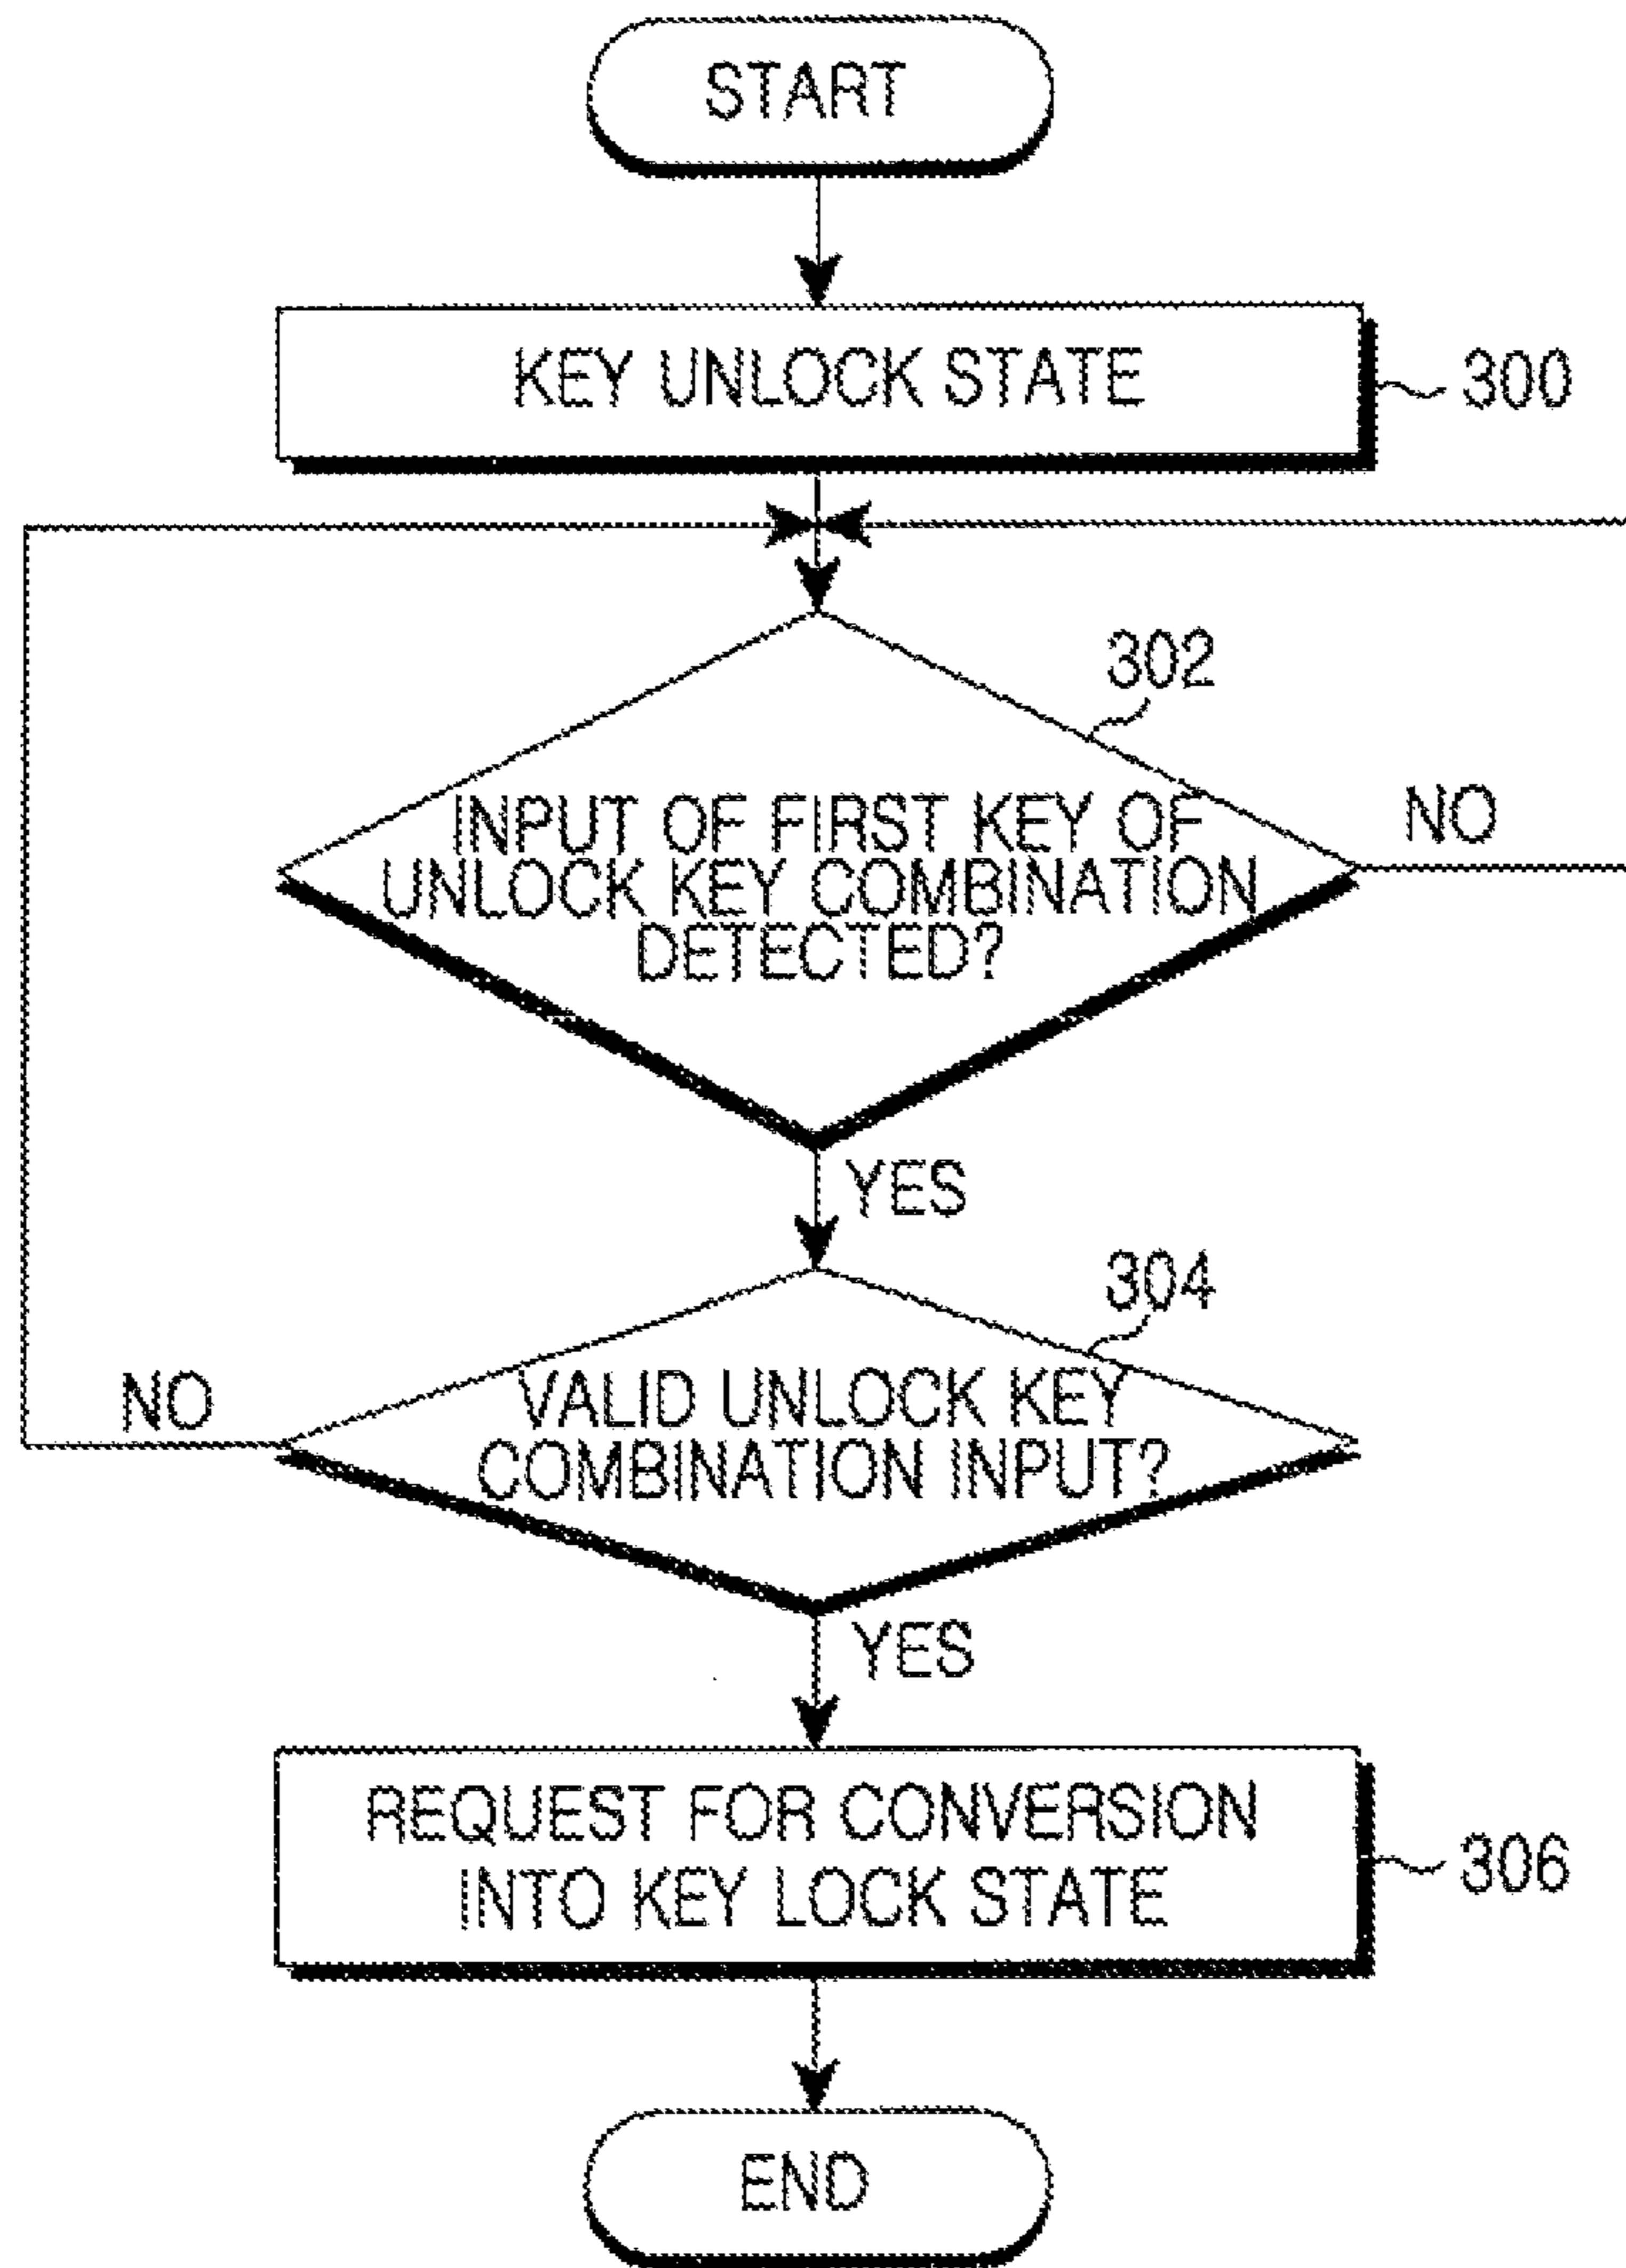 START
KEY UNLOCK STATE
300
302
INPUT OF FIRST KEY OF
UNLOCK KEY COMBINATION
DETECTED?
NO
YES
304
VALID UNLOCK KEY
COMBINATION INPUT?
NO
YES
REQUEST FOR CONVERSION
INTO KEY LOCK STATE
306
END